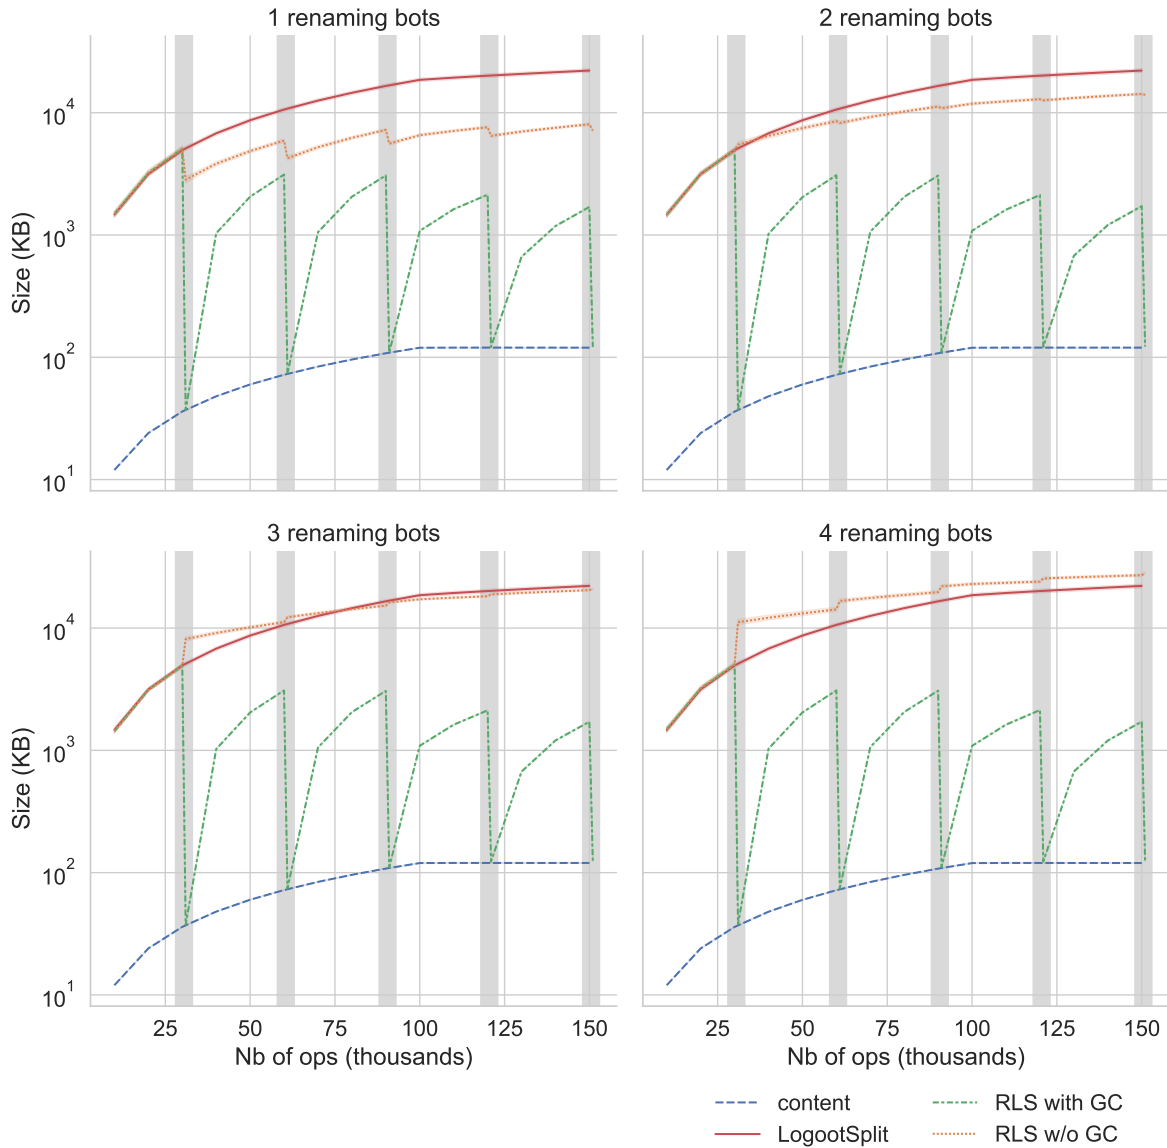 1 renaming bots
2 renaming bots
10^4
10^3
10^2
10^1
Size (KB)
3 renaming bots
4 renaming bots
10^4
10^3
10^2
10^1
Size (KB)
25 50 75 100 125 150
25 50 75 100 125 150
Nb of ops (thousands)
Nb of ops (thousands)
content
LogootSplit
RLS with GC
RLS w/o GC